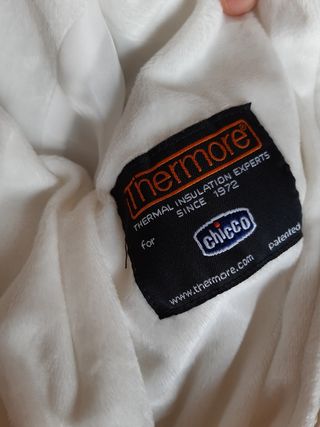 Thermore®
THERMAL INSULATION EXPERTS
SINCE 1972
for
chicco
patented
www.thermore.com